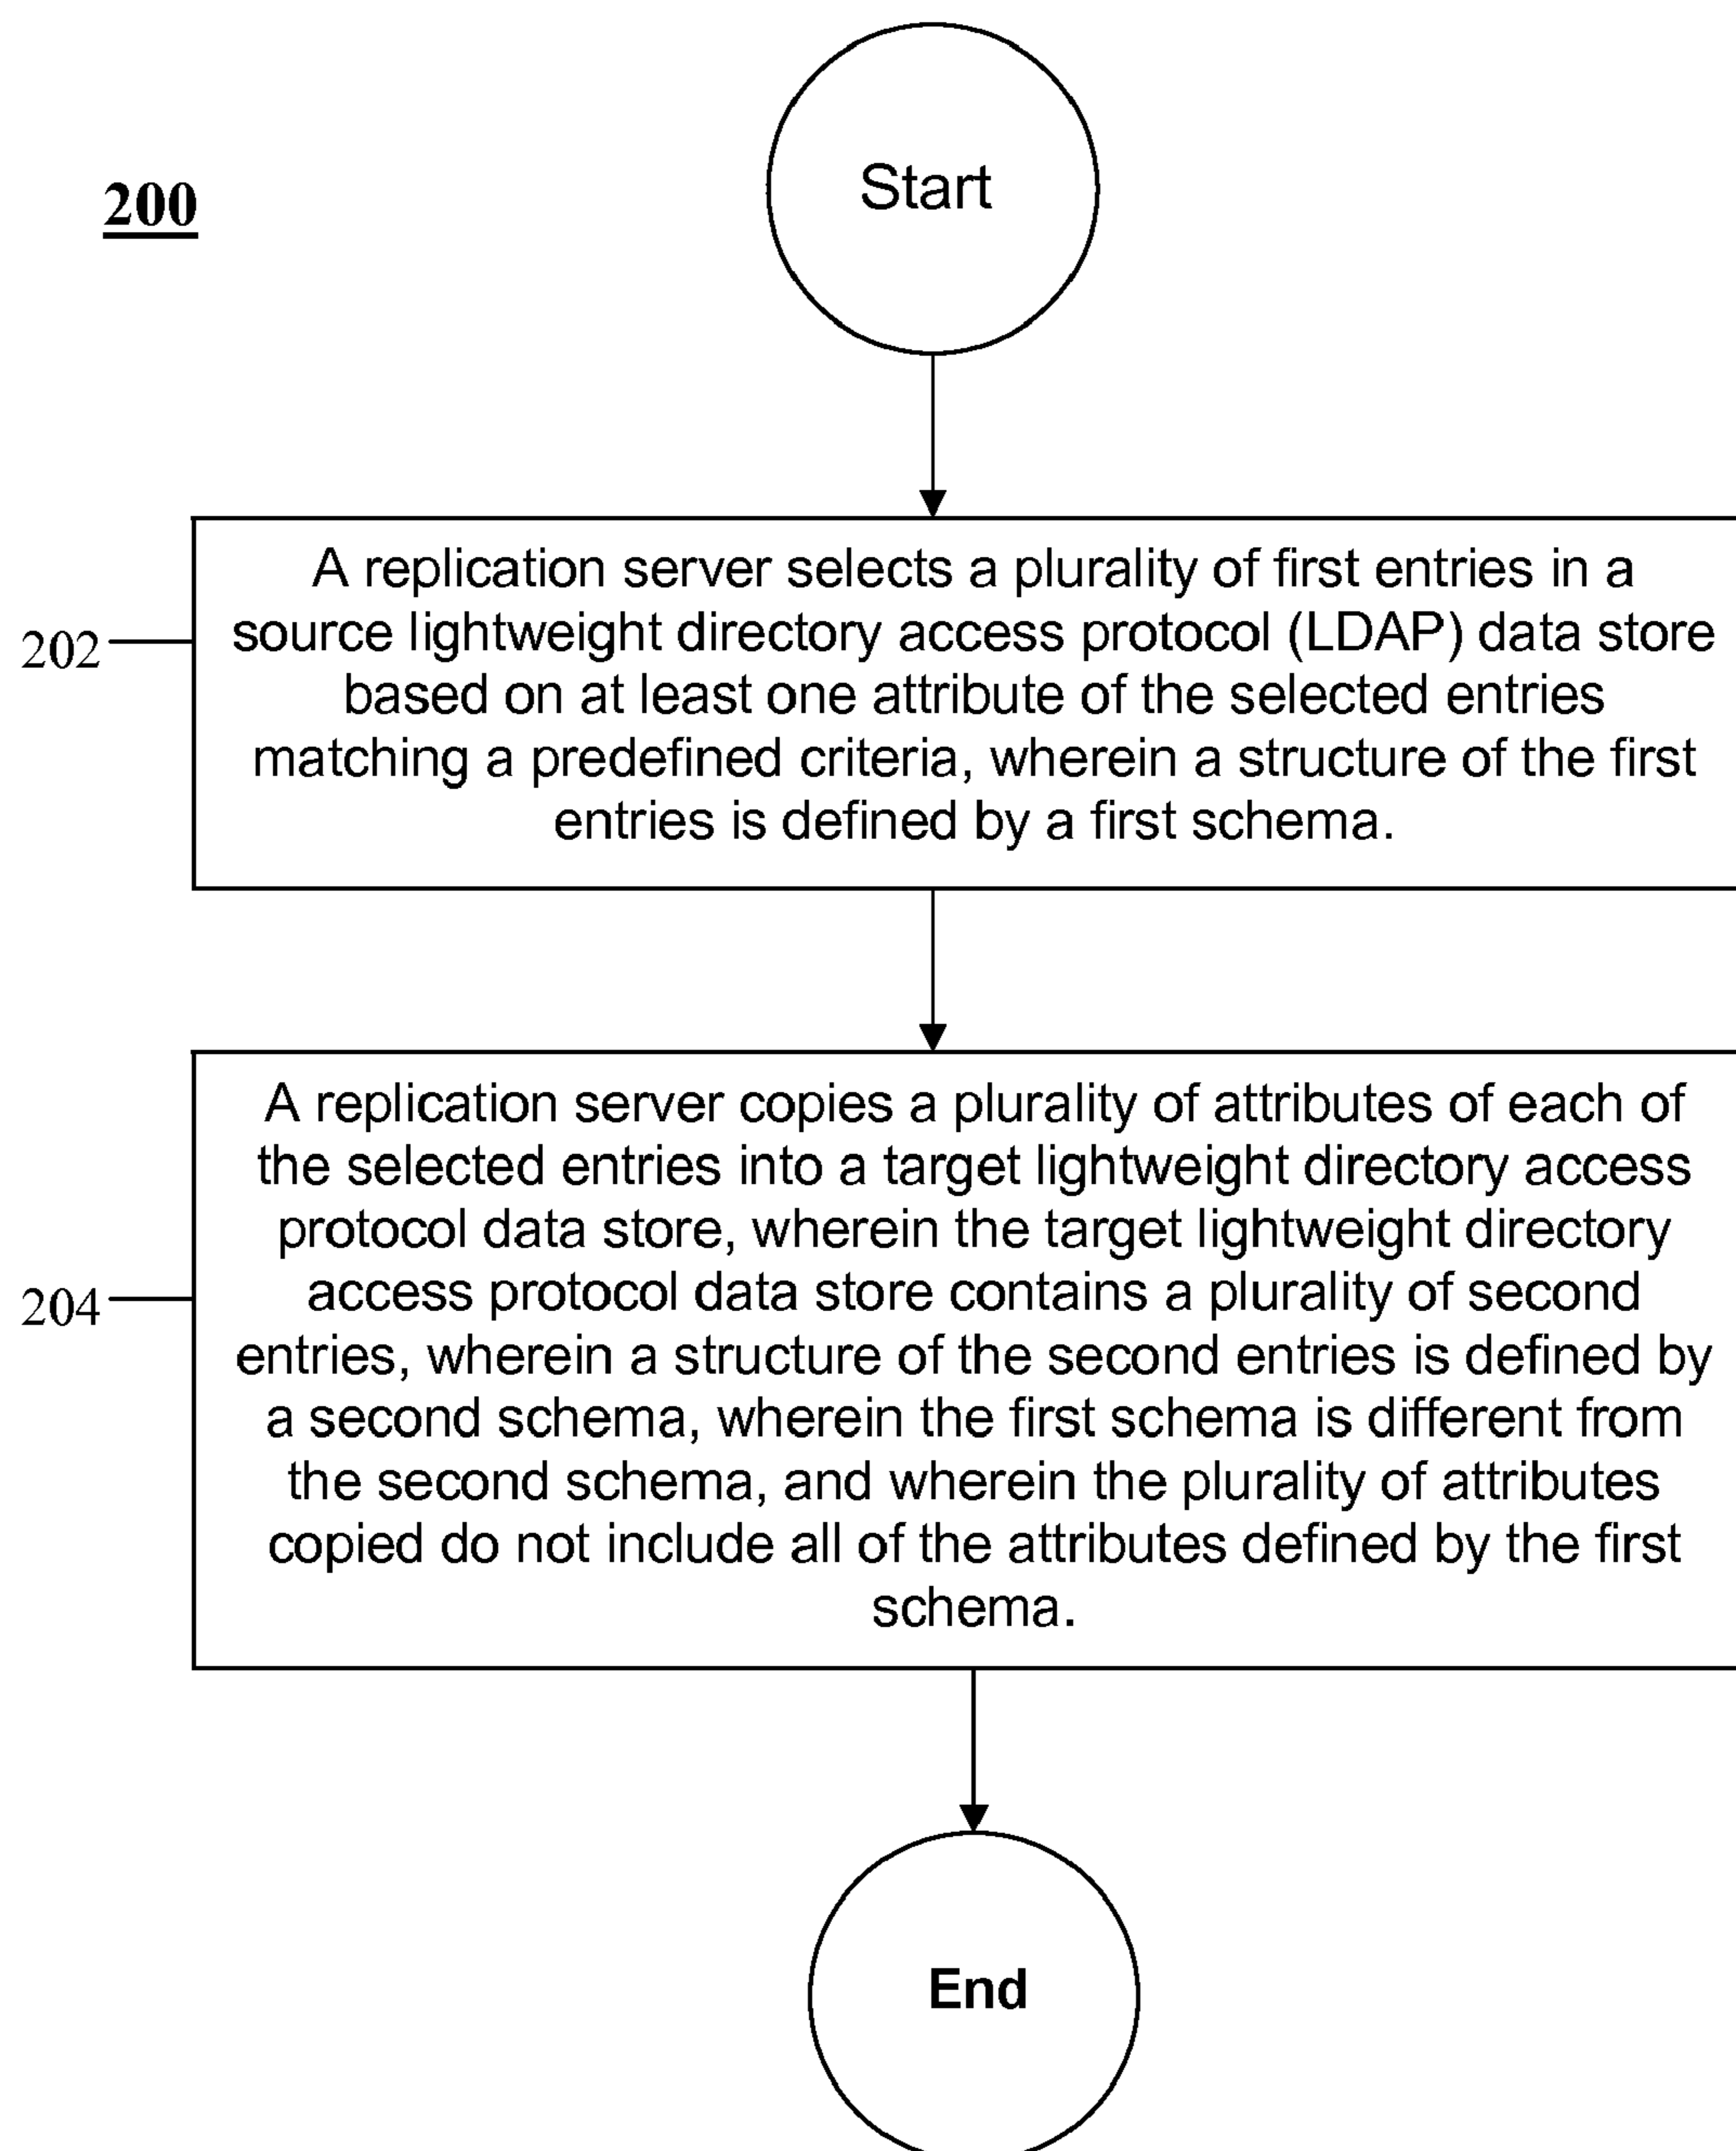 Start
200
A replication server selects a plurality of first entries in a
source lightweight directory access protocol (LDAP) data store
based on at least one attribute of the selected entries
matching a predefined criteria, wherein a structure of the first
entries is defined by a first schema.
202
A replication server copies a plurality of attributes of each of
the selected entries into a target lightweight directory access
protocol data store, wherein the target lightweight directory
access protocol data store contains a plurality of second
entries, wherein a structure of the second entries is defined by
a second schema, wherein the first schema is different from
the second schema, and wherein the plurality of attributes
copied do not include all of the attributes defined by the first
schema.
204
End